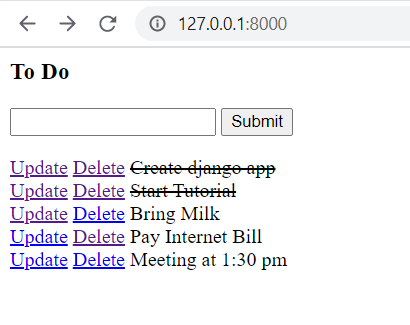 127.0.0.1:8000
To Do
Submit
Update Delete Create django app
Update Delete Start Tutorial
Update Delete Bring Milk
Update Delete Pay Internet Bill
Update Delete Meeting at 1:30 pm